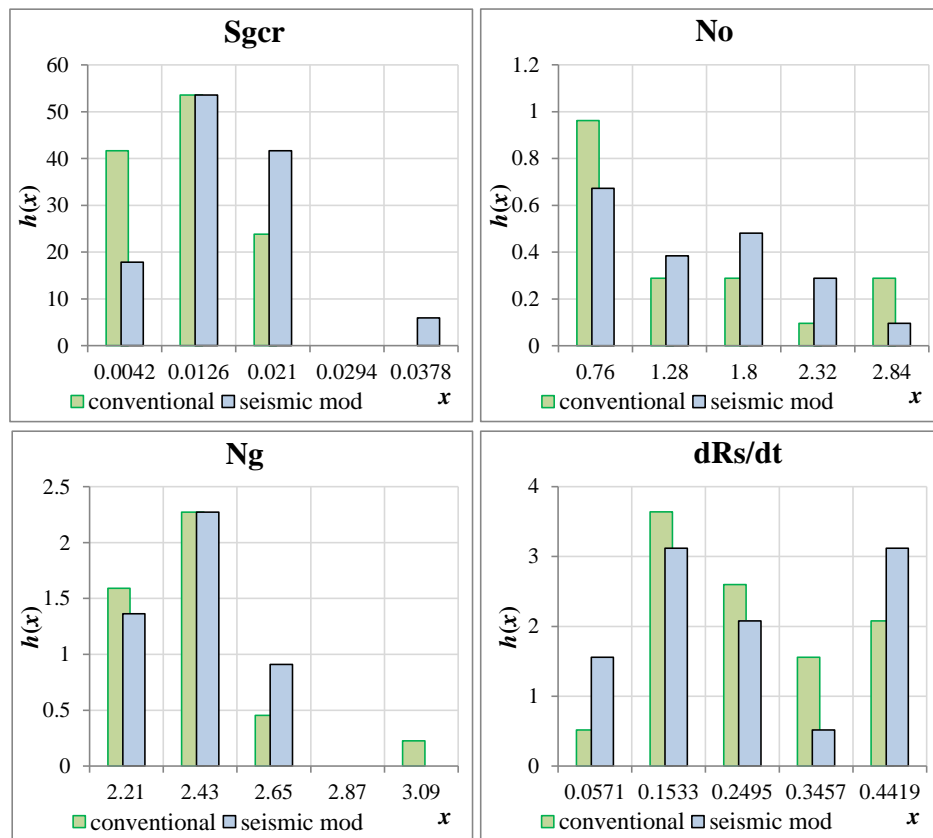 Sgcr
60
50
40
30
20
10
0
h(x)
0.0042 0.0126 0.021 0.0294 0.0378
conventional seismic mod x
No
1.2
1
0.8
0.6
0.4
0.2
0
h(x)
0.76 1.28 1.8 2.32 2.84
conventional seismic mod x
Ng
2.5
2
1.5
1
0.5
0
h(x)
2.21 2.43 2.65 2.87 3.09
conventional seismic mod x
dRs/dt
4
3
2
1
0
h(x)
0.0571 0.1533 0.2495 0.3457 0.4419
conventional seismic mod x